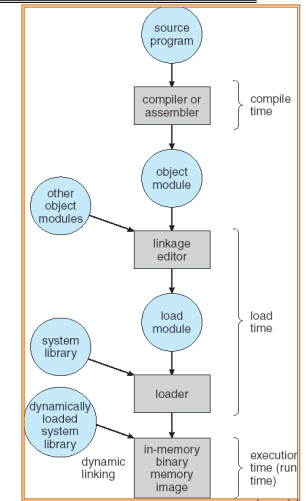 source
program
compiler or
assembler
compile
time
object
module
other
object
modules
linkage
editor
load
module
load
time
system
library
loader
dynamically
loaded
system
library
dynamic
linking
in-memory
binary
memory
image
execution
time (run
time)